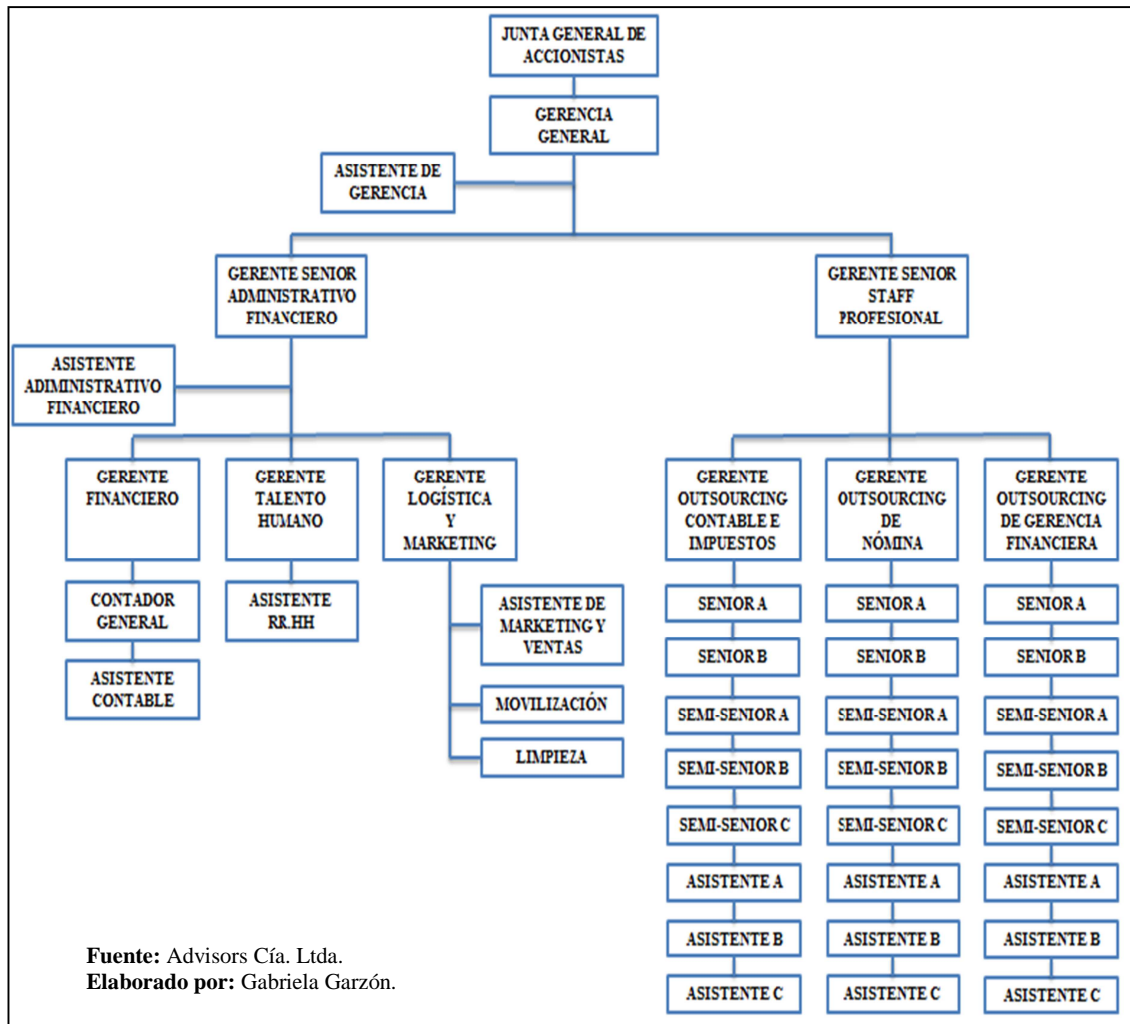 JUNTA GENERAL DE
ACCIONISTAS
GERENCIA
GENERAL
ASISTENTE DE
GERENCIA
GERENTE SENIOR
ADMINISTRATIVO
FINANCIERO
GERENTE SENIOR
STAFF
PROFESIONAL
ASISTENTE
ADIMINISTRATIVO
FINANCIERO
GERENTE
FINANCIERO
GERENTE
TALENTO
HUMANO
GERENTE
LOGÍSTICA
Y
MARKETING
GERENTE
OUTSOURCING
CONTABLE E
IMPUESTOS
GERENTE
OUTSOURCING
DE
NÓMINA
GERENTE
OUTSOURCING
DE GERENCIA
FINANCIERA
CONTADOR
GENERAL
ASISTENTE
CONTABLE
ASISTENTE
RR.HH
ASISTENTE DE
MARKETING Y
VENTAS
MOVILIZACIÓN
LIMPIEZA
SENIOR A
SENIOR B
SEMI-SENIOR A
SEMI-SENIOR B
SEMI-SENIOR C
ASISTENTE A
ASISTENTE B
ASISTENTE C
SENIOR A
SENIOR B
SEMI-SENIOR A
SEMI-SENIOR B
SEMI-SENIOR C
ASISTENTE A
ASISTENTE B
ASISTENTE C
SENIOR A
SENIOR B
SEMI-SENIOR A
SEMI-SENIOR B
SEMI-SENIOR C
ASISTENTE A
ASISTENTE B
ASISTENTE C
Fuente: Advisors Cía. Ltda.
Elaborado por: Gabriela Garzón.